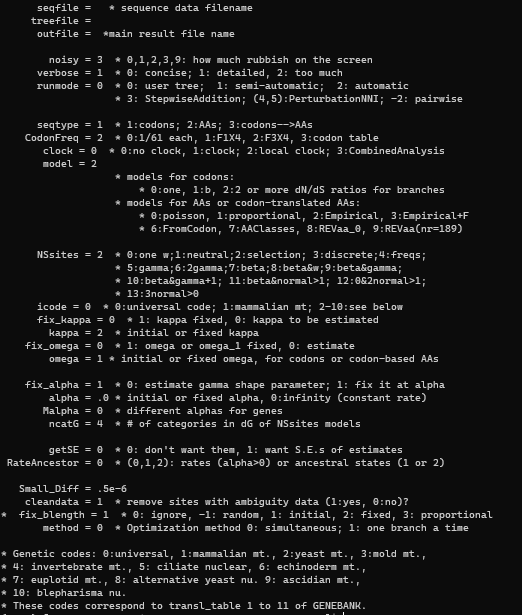 seqfile =   * sequence data filename
treefile =
outfile =  *main result file name
noisy = 3  * 0,1,2,3,9: how much rubbish on the screen
verbose = 1  * 0: concise; 1: detailed, 2: too much
runmode = 0  * 0: user tree;  1: semi-automatic;  2: automatic
* 3: StepwiseAddition; (4,5):PerturbationNNI; -2: pairwise
seqtype = 1  * 1:codons; 2:AAs; 3:codons-->AAs
CodonFreq = 2  * 0:1/61 each, 1:F1X4, 2:F3X4, 3:codon table
clock = 0  * 0:no clock, 1:clock; 2:local clock; 3:CombinedAnalysis
model = 2
* models for codons:
* 0:one, 1:b, 2:2 or more dN/dS ratios for branches
* models for AAs or codon-translated AAs:
* 0:poisson, 1:proportional, 2:Empirical, 3:Empirical+F
* 6:FromCodon, 7:AAClasses, 8:REVaa_0, 9:REVaa(nr=189)
NSsites = 2  * 0:one w;1:neutral;2:selection; 3:discrete;4:freqs;
* 5:gamma;6:2gamma;7:beta;8:beta&w;9:beta&gamma;
* 10:beta&gamma+1; 11:beta&normal>1; 12:0&2normal>1;
* 13:3normal>0
icode = 0  * 0:universal code; 1:mammalian mt; 2-10:see below
fix_kappa = 0  * 1: kappa fixed, 0: kappa to be estimated
kappa = 2  * initial or fixed kappa
fix_omega = 0  * 1: omega or omega_1 fixed, 0: estimate
omega = 1 * initial or fixed omega, for codons or codon-based AAs
fix_alpha = 1  * 0: estimate gamma shape parameter; 1: fix it at alpha
alpha = .0 * initial or fixed alpha, 0:infinity (constant rate)
Malpha = 0  * different alphas for genes
ncatG = 4  * # of categories in dG of NSsites models
getSE = 0  * 0: don't want them, 1: want S.E.s of estimates
RateAncestor = 0  * (0,1,2): rates (alpha>0) or ancestral states (1 or 2)
Small_Diff = .5e-6
cleandata = 1  * remove sites with ambiguity data (1:yes, 0:no)?
*  fix_blength = 1  * 0: ignore, -1: random, 1: initial, 2: fixed, 3: proportional
method = 0  * Optimization method 0: simultaneous; 1: one branch a time
* Genetic codes: 0:universal, 1:mammalian mt., 2:yeast mt., 3:mold mt.,
* 4: invertebrate mt., 5: ciliate nuclear, 6: echinoderm mt.,
* 7: euplotid mt., 8: alternative yeast nu. 9: ascidian mt.,
* 10: blepharisma nu.
* These codes correspond to transl_table 1 to 11 of GENEBANK.